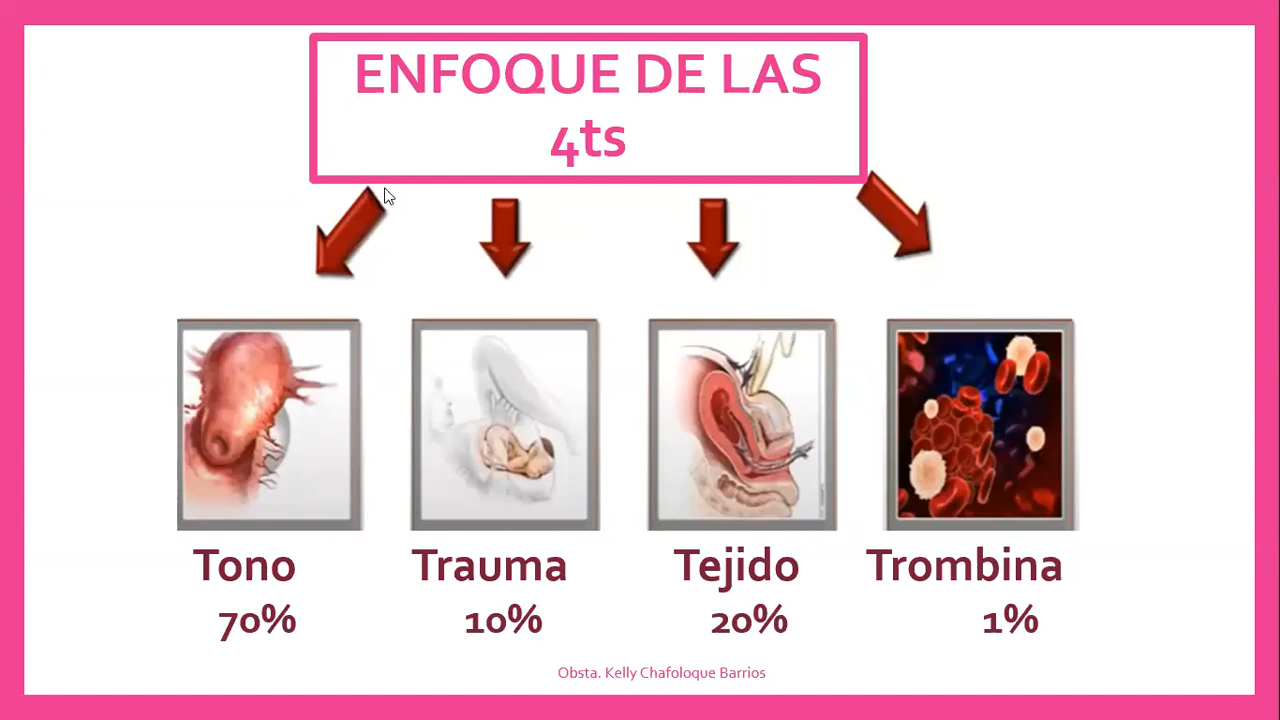 ENFOQUE DE LAS
4ts
Tono
Trauma
Tejido
Trombina
70%
10%
20%
1%
Obsta. Kelly Chafoloque Barrios